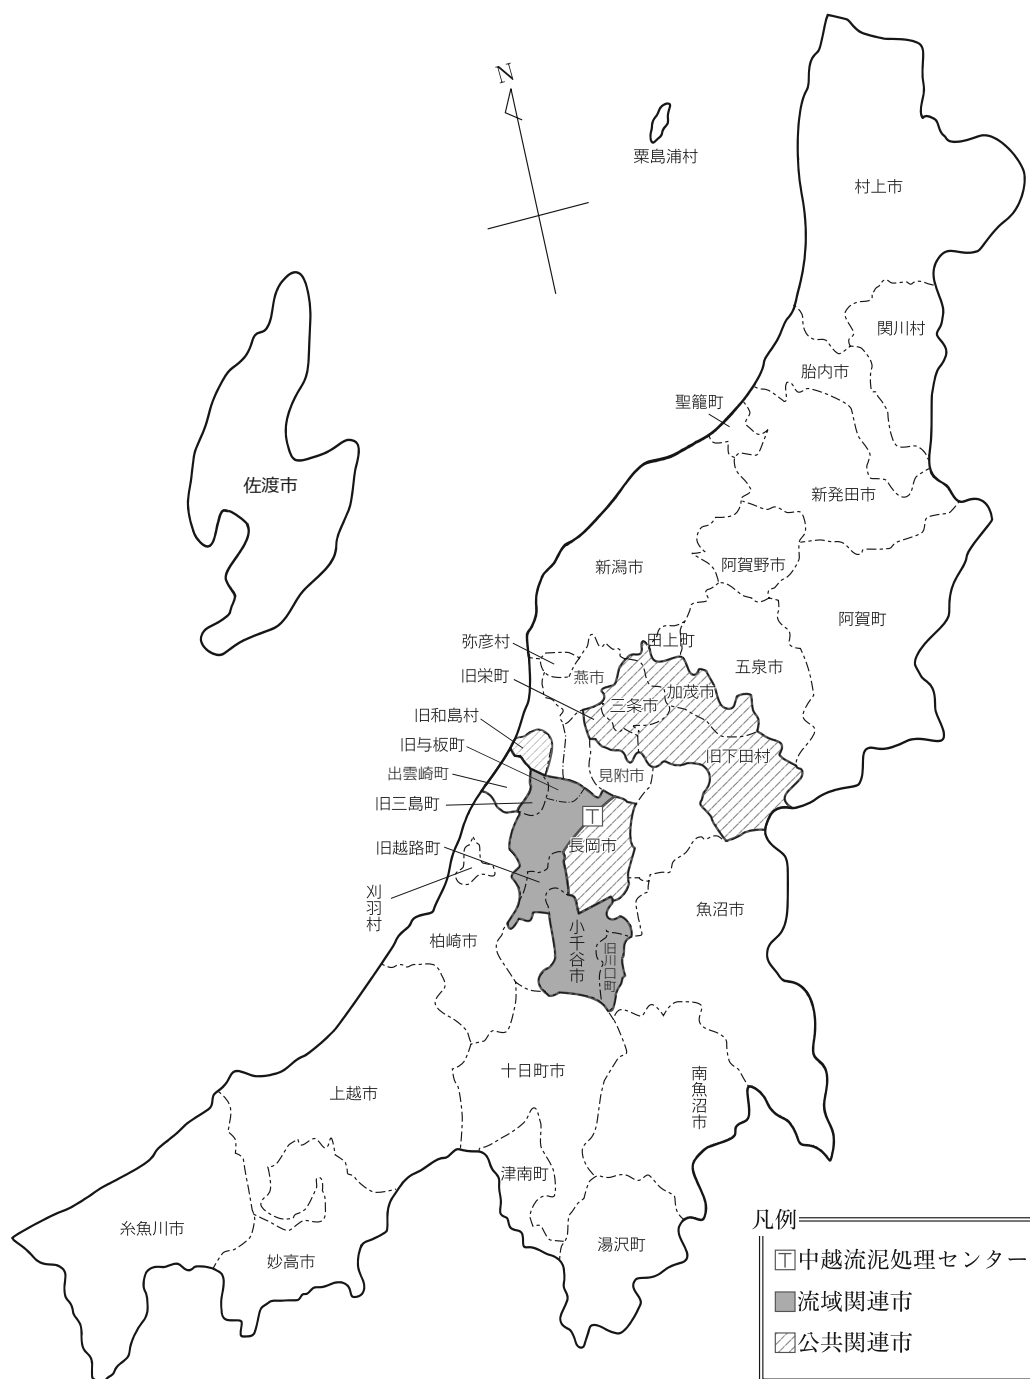 N
粟島浦村
村上市
関川村
胎内市
聖籠町
佐渡市
新発田市
新潟市
阿賀野市
阿賀町
弥彦村
田上町
五泉市
旧栄町
燕市
加茂市
三条市
旧和島村
旧与板町
旧下田村
出雲崎町
見附市
旧三島町
T
旧越路町
長岡市
刈羽村
魚沼市
柏崎市
小千谷市
旧川口町
十日町市
上越市
南魚沼市
津南町
糸魚川市
妙高市
湯沢町
凡例
T中越流泥処理センター
流域関連市
公共関連市